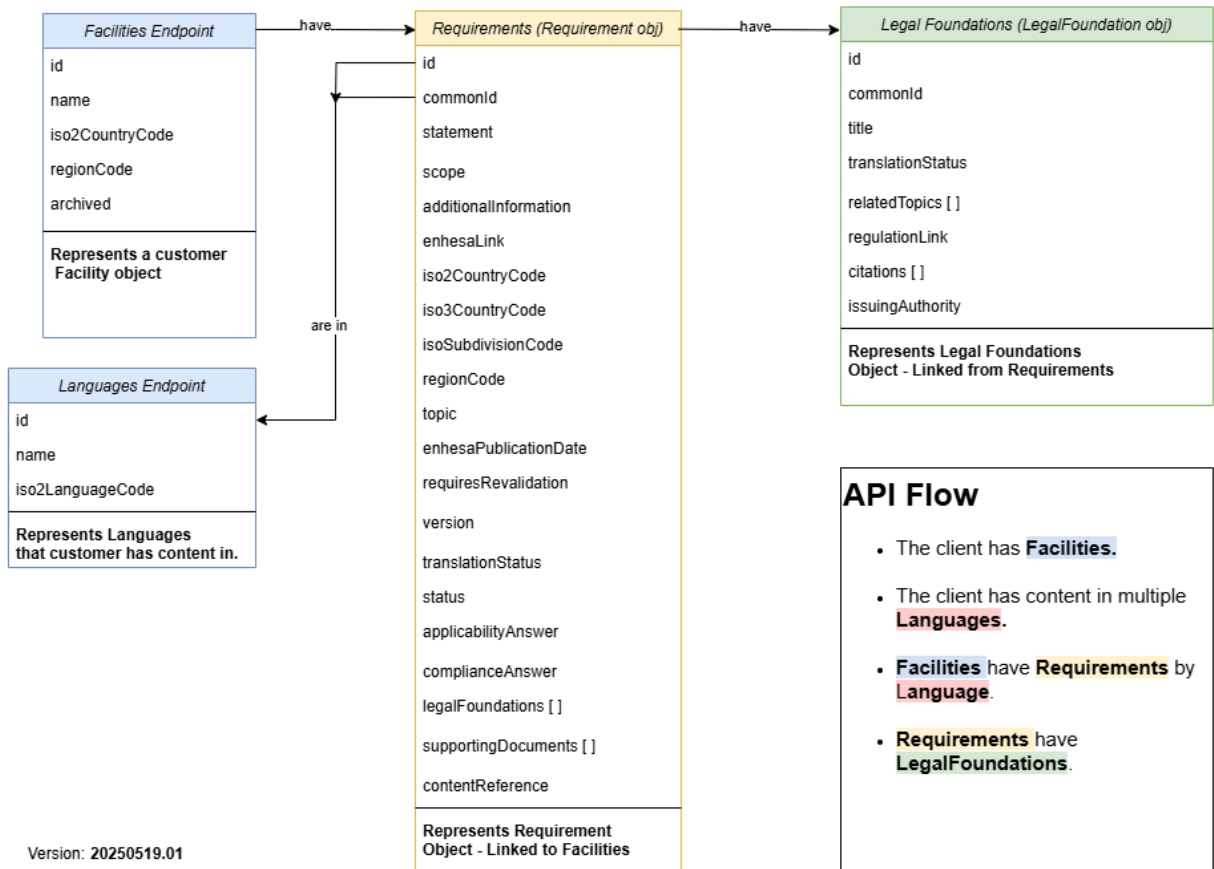 Facilities Endpoint
id
name
iso2CountryCode
regionCode
archived
Represents a customer
Facility object
have
Requirements (Requirement obj)
id
commonId
statement
scope
additionalInformation
enhesaLink
iso2CountryCode
iso3CountryCode
isoSubdivisionCode
regionCode
topic
enhesaPublicationDate
requiresRevalidation
version
translationStatus
status
applicabilityAnswer
complianceAnswer
legalFoundations [ ]
supportingDocuments [ ]
contentReference
Represents Requirement
Object - Linked to Facilities
have
Legal Foundations (LegalFoundation obj)
id
commonId
title
translationStatus
relatedTopics [ ]
regulationLink
citations [ ]
issuingAuthority
Represents Legal Foundations
Object - Linked from Requirements
are in
Languages Endpoint
id
name
iso2LanguageCode
Represents Languages
that customer has content in.
API Flow
• The client has Facilities.
• The client has content in multiple
Languages.
• Facilities have Requirements by
Language.
• Requirements have
LegalFoundations.
Version: 20250519.01